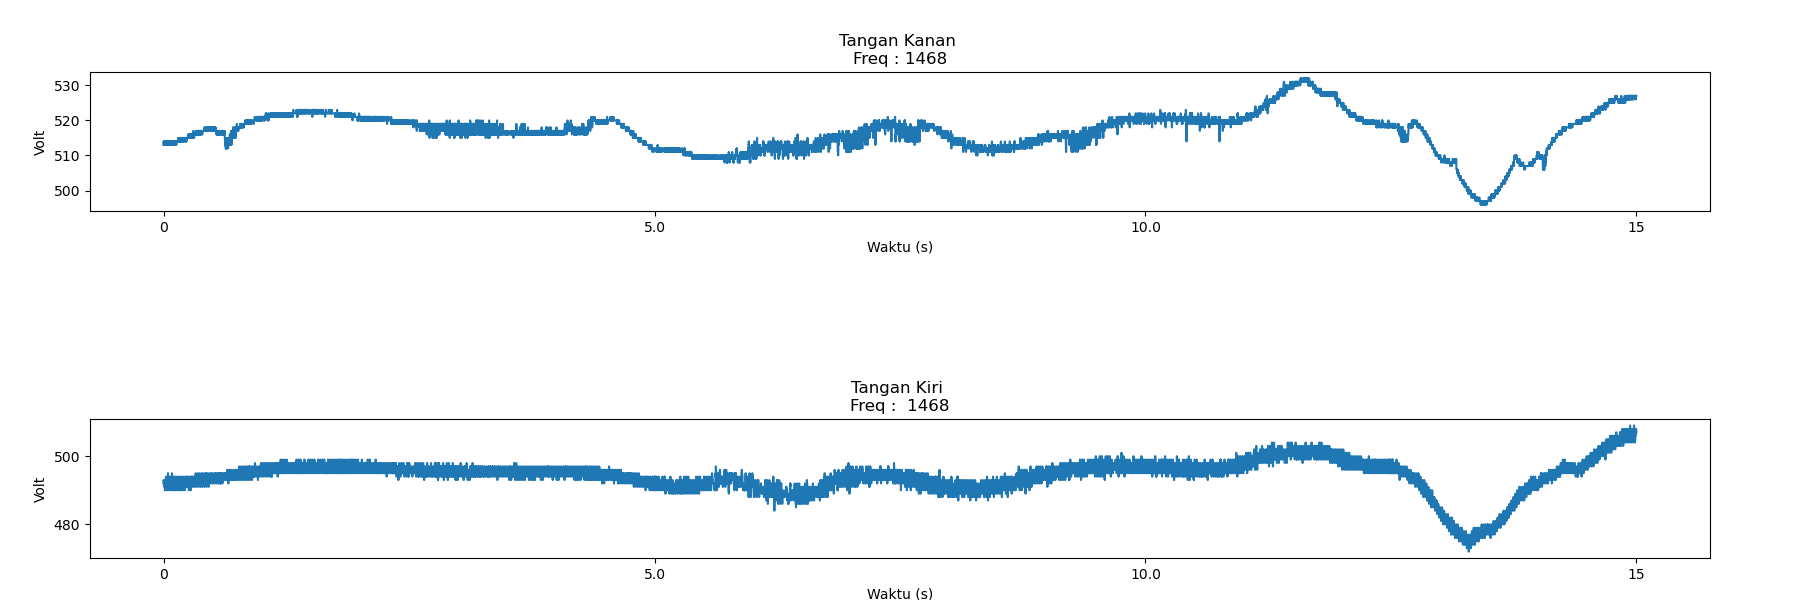 Tangan Kanan
Freq : 1468
530
520
510
500
Volt
0
5.0
10.0
15
Waktu (s)
Tangan Kiri
Freq :  1468
500
480
Volt
0
5.0
10.0
15
Waktu (s)